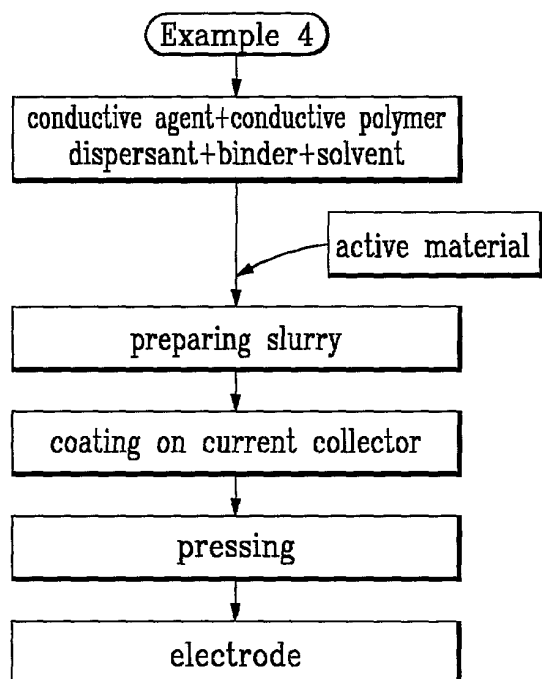 Example 4
conductive agent+conductive polymer
dispersant+binder+solvent
active material
preparing slurry
coating on current collector
pressing
electrode